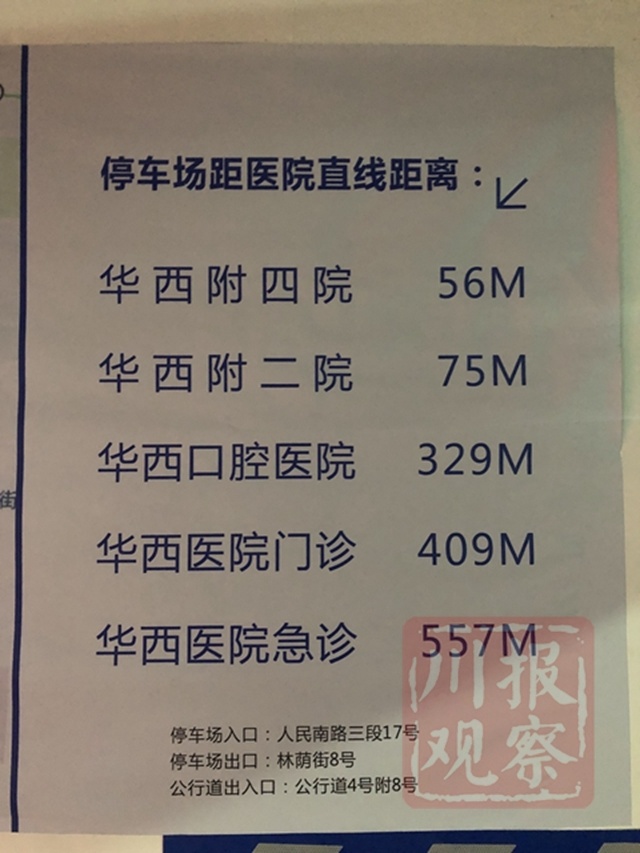 停车场距医院直线距离：
华西附四院 56M
华西附二院 75M
华西口腔医院 329M
华西医院门诊 409M
华西医院急诊 557M
停车场入口：人民南路三段17号
停车场出口：林荫街8号
公行道出入口：公行道4号附8号
街
川报
观察